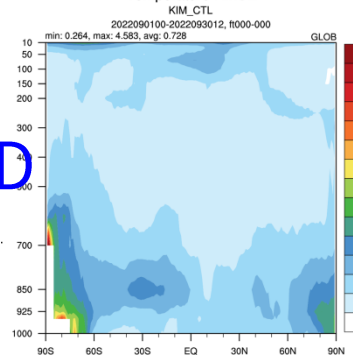 KIM_CTL
2022090100-2022093012, ft000-000
min: 0.264, max: 4.583, avg: 0.728 GLOB
10
50
100
150
200
300
500
700
850
925
1000
D
90S 60S 30S EQ 30N 60N 90N